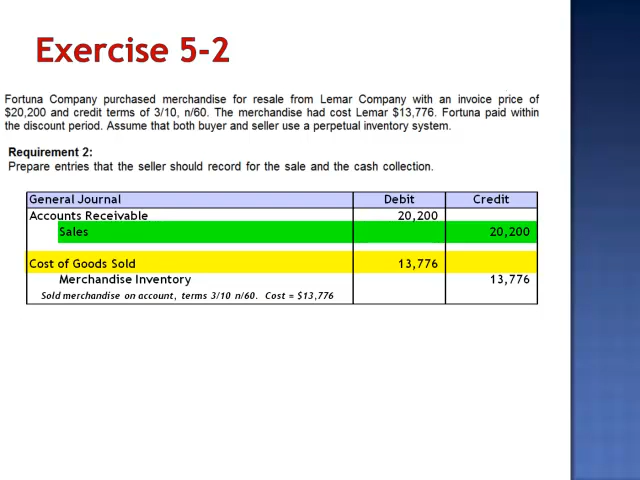 Exercise 5-2
Fortuna Company purchased merchandise for resale from Lemar Company with an invoice price of
$20,200 and credit terms of 3/10, n/60. The merchandise had cost Lemar $13,776. Fortuna paid within
the discount period. Assume that both buyer and seller use a perpetual inventory system.
Requirement 2:
Prepare entries that the seller should record for the sale and the cash collection.
General Journal Debit Credit
Accounts Receivable 20,200
Sales 20,200
Cost of Goods Sold 13,776
Merchandise Inventory 13,776
Sold merchandise on account, terms 3/10 n/60. Cost = $13,776